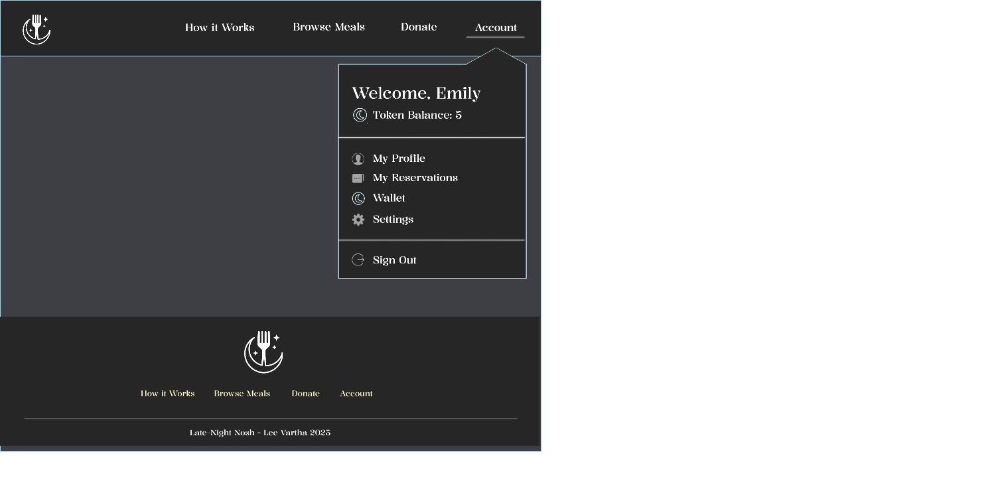 How it Works
Browse Meals
Donate
Account
Welcome, Emily
Token Balance: 5
My Profile
My Reservations
Wallet
Settings
Sign Out
How it Works
Browse Meals
Donate
Account
Late-Night Nosh ~ Lee Vartha 2025